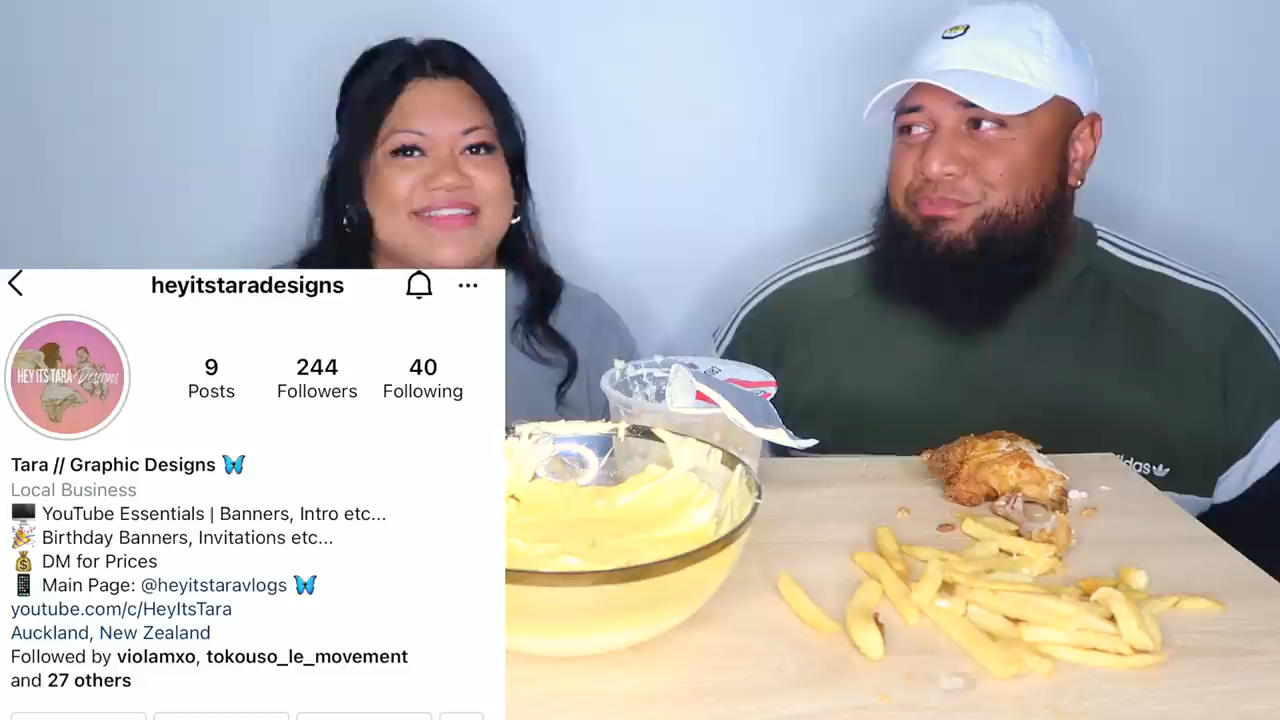 heyitstaradesigns
9
244
40
Posts
Followers
Following
HEY ITS TARA Designs
Tara // Graphic Designs 🦋
Local Business
🖥️ YouTube Essentials | Banners, Intro etc...
🎉 Birthday Banners, Invitations etc...
💰 DM for Prices
📱 Main Page: @heyitstaravlogs 🦋
youtube.com/c/HeyItsTara
Auckland, New Zealand
Followed by violamxo, tokouso_le_movement
and 27 others